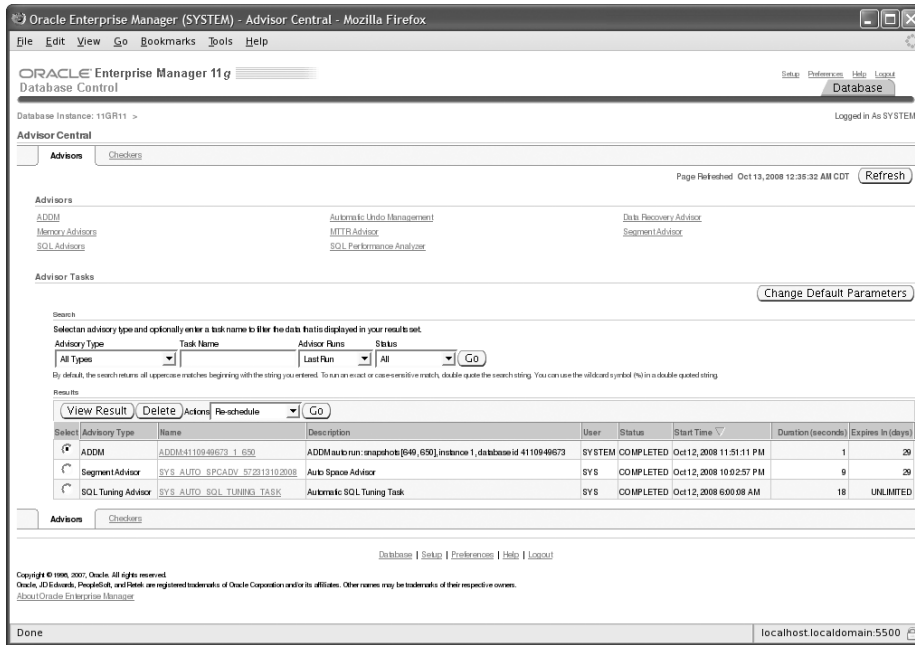 Oracle Enterprise Manager (SYSTEM) - Advisor Central - Mozilla Firefox
File Edit View Go Bookmarks Tools Help
ORACLE Enterprise Manager 11g
Database Control
Setup Preferences Help Logout
Database
Database Instance: 11GR11 >
Logged in As SYSTEM
Advisor Central
Advisors Checkers
Page Refreshed Oct 13, 2008 12:35:32 AM CDT Refresh
Advisors
ADDM Automatic Undo Management Data Recovery Advisor
Memory Advisors MTTR Advisor Segment Advisor
SQL Advisors SQL Performance Analyzer
Advisor Tasks
Change Default Parameters
Search
Select an advisory type and optionally enter a task name to filter the data that is displayed in your results set.
Advisory Type Task Name Advisor Runs Status
All Types Last Run All Go
By default, the search returns all uppercase matches beginning with the string you entered. To run an exact or case-sensitive match, double quote the search string. You can use the wildcard symbol (%) in a double quoted string.
Results
View Result Delete Actions Re-schedule Go
Select Advisory Type Name Description User Status Start Time Duration (seconds) Expires In (days)
ADDM ADDM:4110949673_1_650 ADDM auto run: snapshots [649, 650], instance 1, database id 4110949673 SYSTEM COMPLETED Oct 12, 2008 11:51:11 PM 1 29
Segment Advisor SYS_AUTO_SPCADV_572313102008 Auto Space Advisor SYS COMPLETED Oct 12, 2008 10:02:57 PM 9 29
SQL Tuning Advisor SYS_AUTO_SQL_TUNING_TASK Automatic SQL Tuning Task SYS COMPLETED Oct 12, 2008 6:00:08 AM 18 UNLIMITED
Advisors Checkers
Database | Setup | Preferences | Help | Logout
Copyright © 1996, 2007, Oracle. All rights reserved.
Oracle, JD Edwards, PeopleSoft, and Retek are registered trademarks of Oracle Corporation and/or its affiliates. Other names may be trademarks of their respective owners.
About Oracle Enterprise Manager
Done
localhost.localdomain:5500